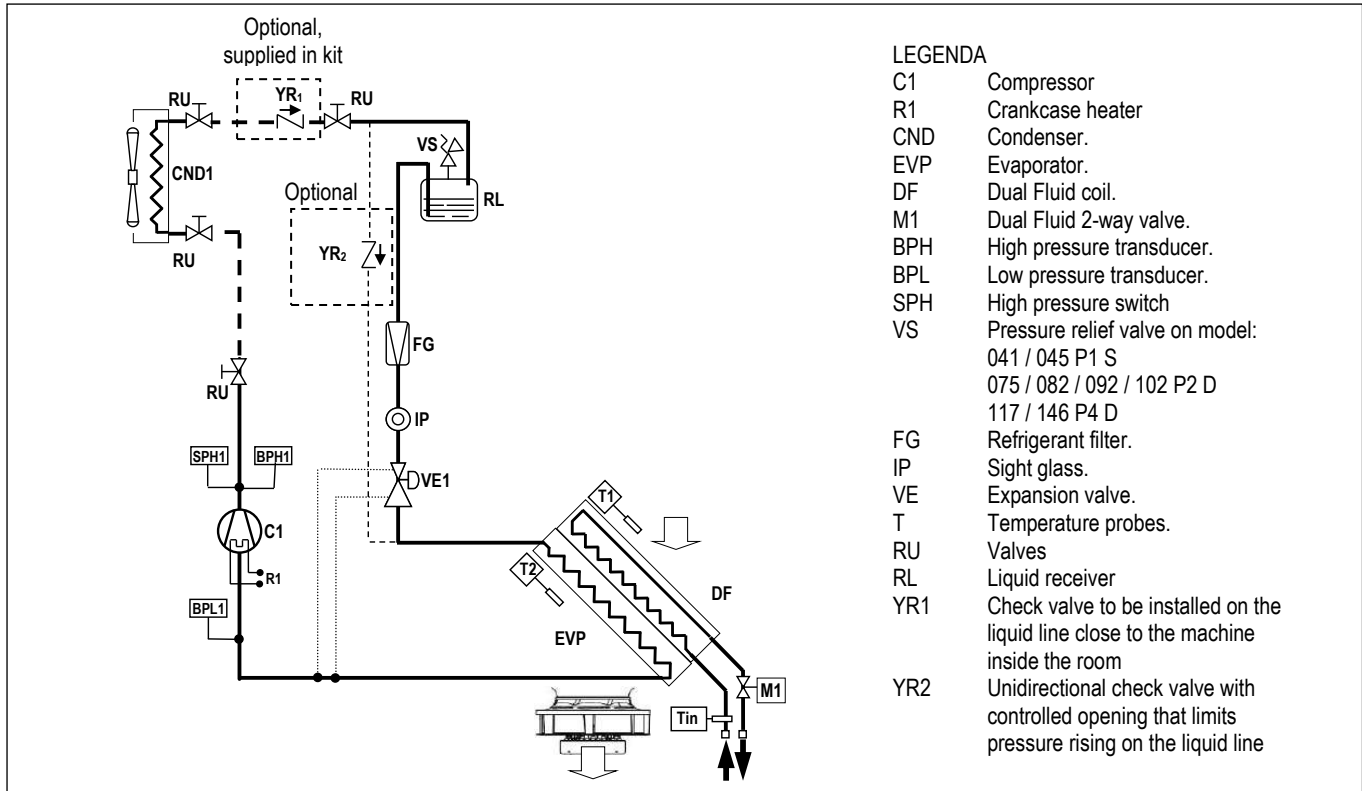 Optional,
supplied in kit
RU
YR1
RU
VS
CND1
RL
Optional
RU
YR2
FG
RU
IP
SPH1 BPH1
VE1
T1
C1
R1
T2
DF
BPL1
EVP
M1
Tin
LEGENDA
C1 Compressor
R1 Crankcase heater
CND Condenser.
EVP Evaporator.
DF Dual Fluid coil.
M1 Dual Fluid 2-way valve.
BPH High pressure transducer.
BPL Low pressure transducer.
SPH High pressure switch
VS Pressure relief valve on model:
041 / 045 P1 S
075 / 082 / 092 / 102 P2 D
117 / 146 P4 D
FG Refrigerant filter.
IP Sight glass.
VE Expansion valve.
T Temperature probes.
RU Valves
RL Liquid receiver
YR1 Check valve to be installed on the
liquid line close to the machine
inside the room
YR2 Unidirectional check valve with
controlled opening that limits
pressure rising on the liquid line